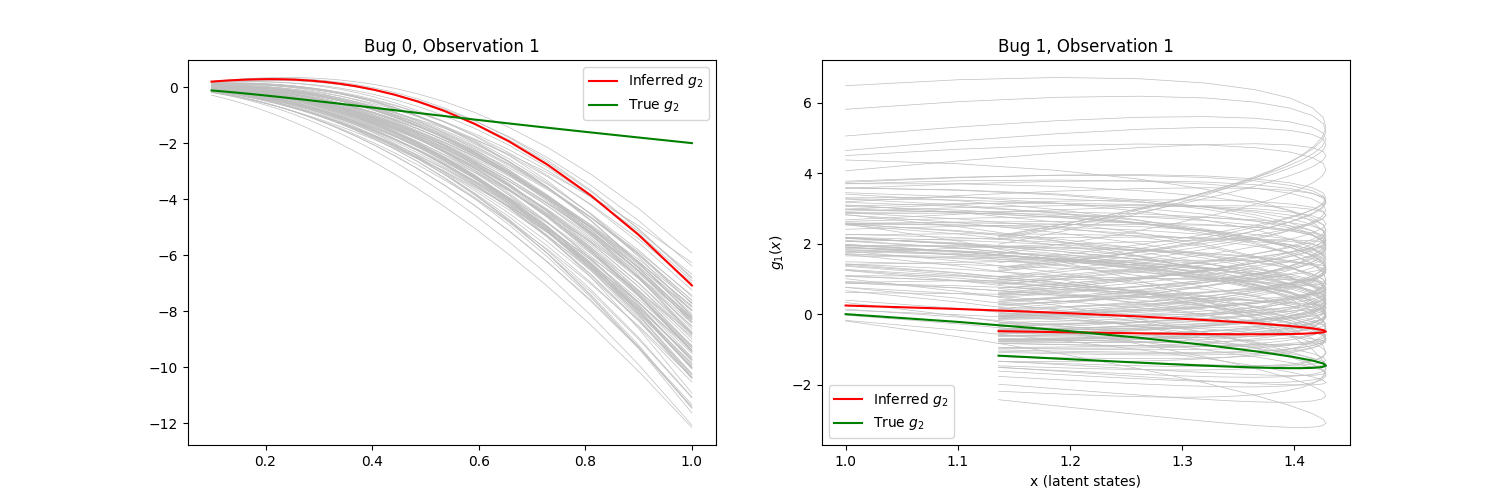 Bug 0, Observation 1
Inferred g₂
True g₂
0
−2
−4
−6
−8
−10
−12
0.2 0.4 0.6 0.8 1.0
Bug 1, Observation 1
g₁(x)
6
4
2
0
−2
Inferred g₂
True g₂
1.0 1.1 1.2 1.3 1.4
x (latent states)